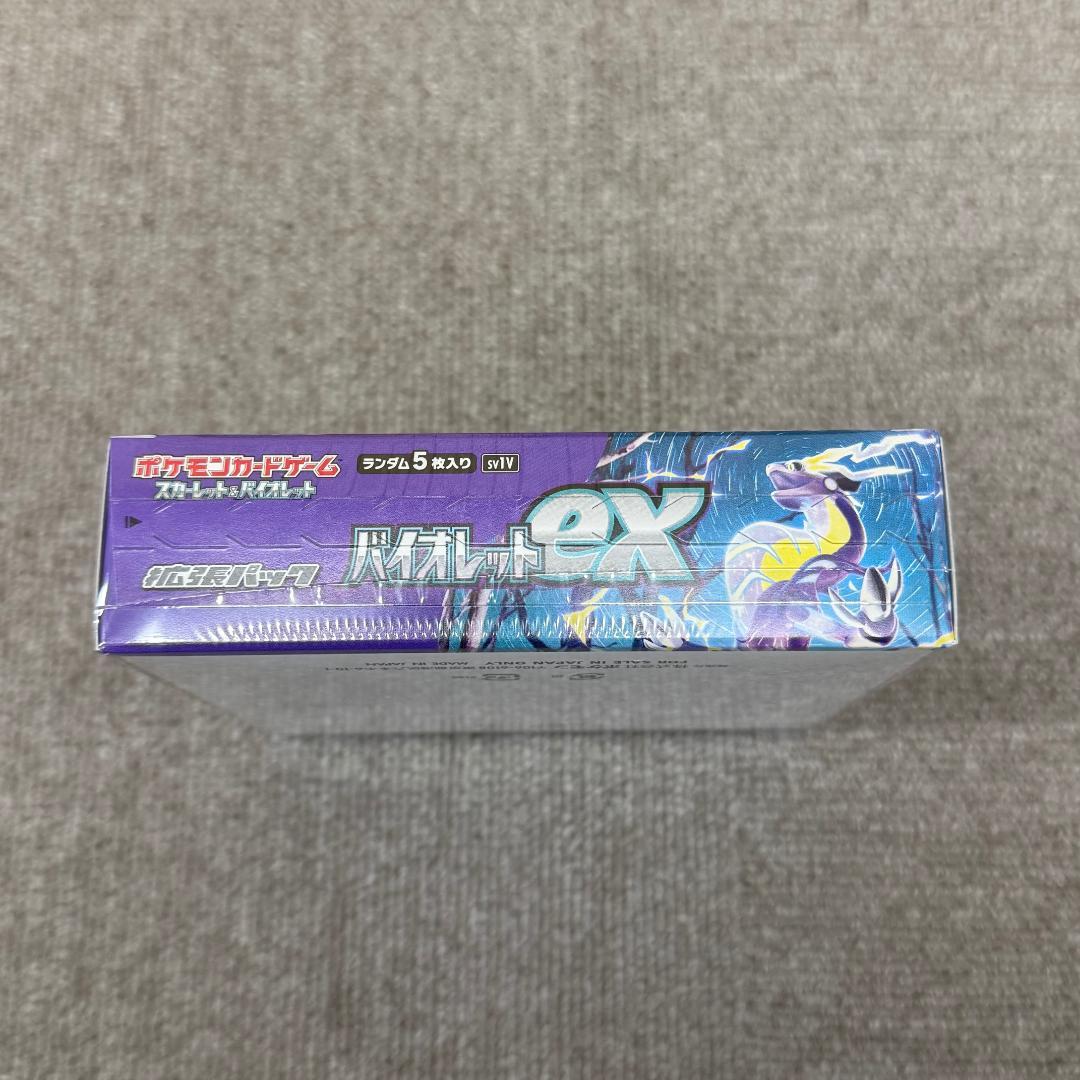 ポケモンカードゲーム
スカーレット&バイオレット
ランダム5枚入り SV1V
バイオレットex
拡張パック
FOR SALE IN JAPAN ONLY MADE IN JAPAN